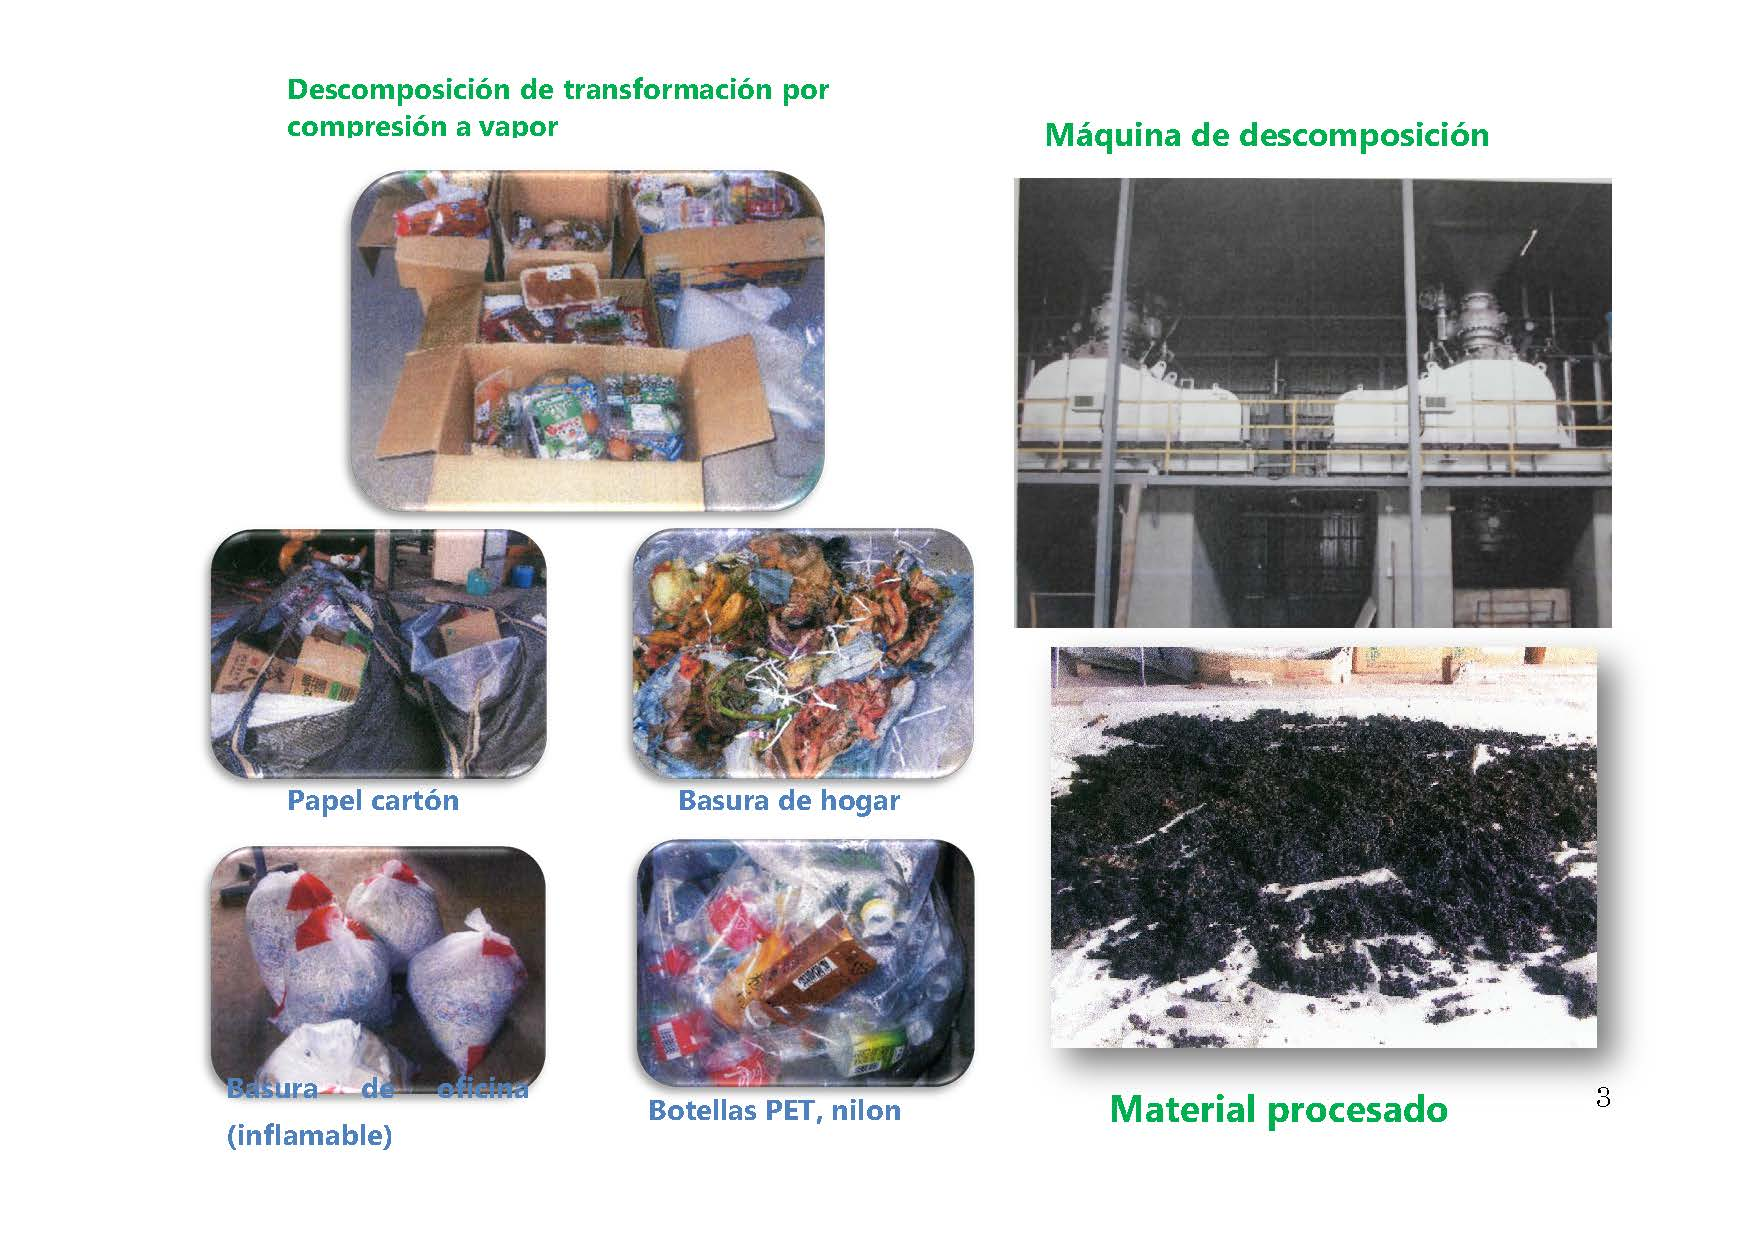 Descomposición de transformación por
compresión a vapor
Máquina de descomposición
Papel cartón
Basura de hogar
Basura de oficina
(inflamable)
Botellas PET, nilon
Material procesado
3